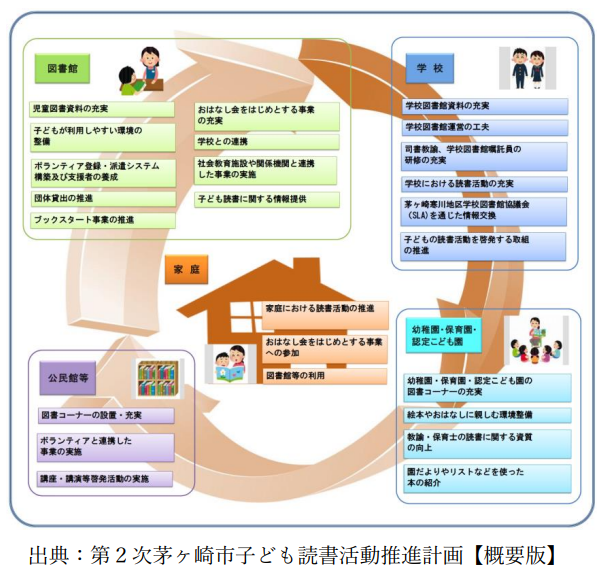 図書館
児童図書資料の充実
子どもが利用しやすい環境の
整備
ボランティア登録・派遣システム
構築及び支援者の養成
団体貸出の推進
ブックスタート事業の推進
おはなし会をはじめとする事業
の充実
学校との連携
社会教育施設や関係機関と連携
した事業の実施
子ども読書に関する情報提供
学校
学校図書館資料の充実
学校図書館運営の工夫
司書教諭、学校図書館嘱託員の
研修の充実
学校における読書活動の充実
茅ヶ崎寒川地区学校図書館協議会
(SLA)を通じた情報交換
子どもの読書活動を啓発する取組
の推進
家庭
家庭における読書活動の推進
おはなし会をはじめとする事業
への参加
図書館等の利用
公民館等
図書コーナーの設置・充実
ボランティアと連携した
事業の実施
講座・講演等啓発活動の実施
幼稚園・保育園・
認定こども園
幼稚園・保育園・認定こども園の
図書コーナーの充実
絵本やおはなしに親しむ環境整備
教諭・保育士の読書に関する資質
の向上
園だよりやリストなどを使った
本の紹介
出典：第２次茅ヶ崎市子ども読書活動推進計画【概要版】